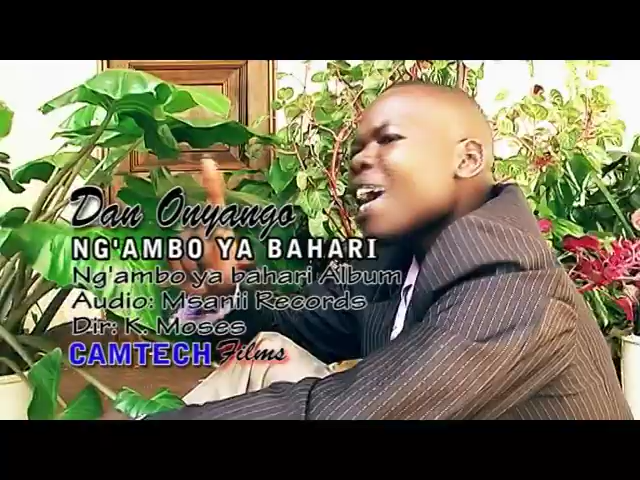 Dan Onyango
NG'AMBO YA BAHARI
Ng'ambo ya bahari Album
Audio: Msanii Records
Dir: K. Moses
CAMTECH Films